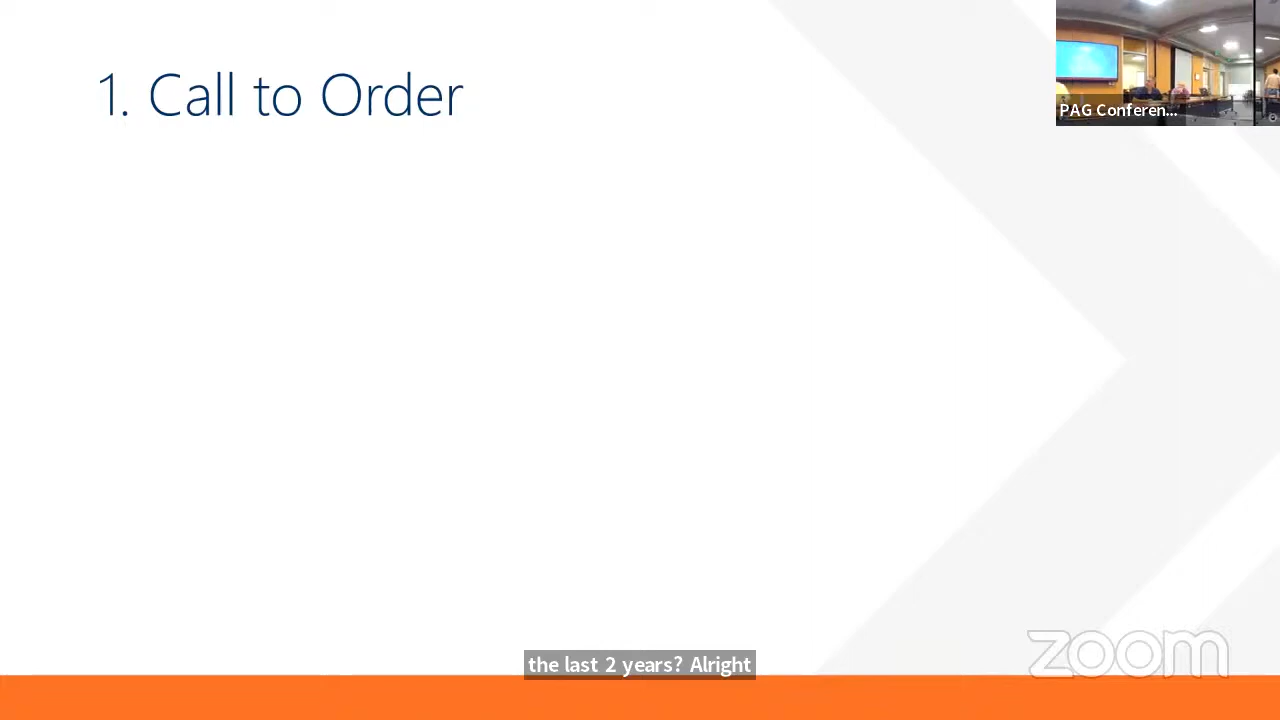 1. Call to Order
PAG Conferen...
the last 2 years? Alright
zoom